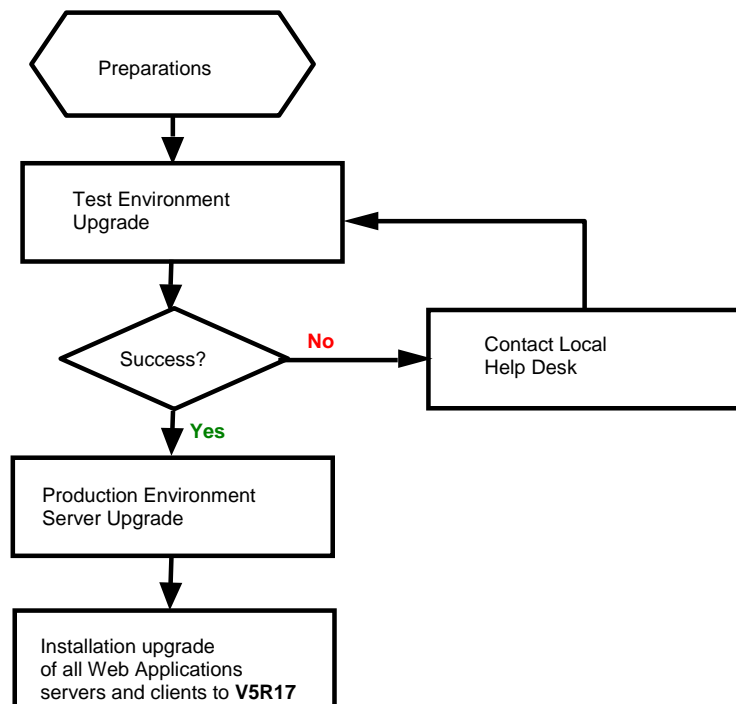 Preparations
Test Environment
Upgrade
Success?
No
Contact Local
Help Desk
Yes
Production Environment
Server Upgrade
Installation upgrade
of all Web Applications
servers and clients to V5R17